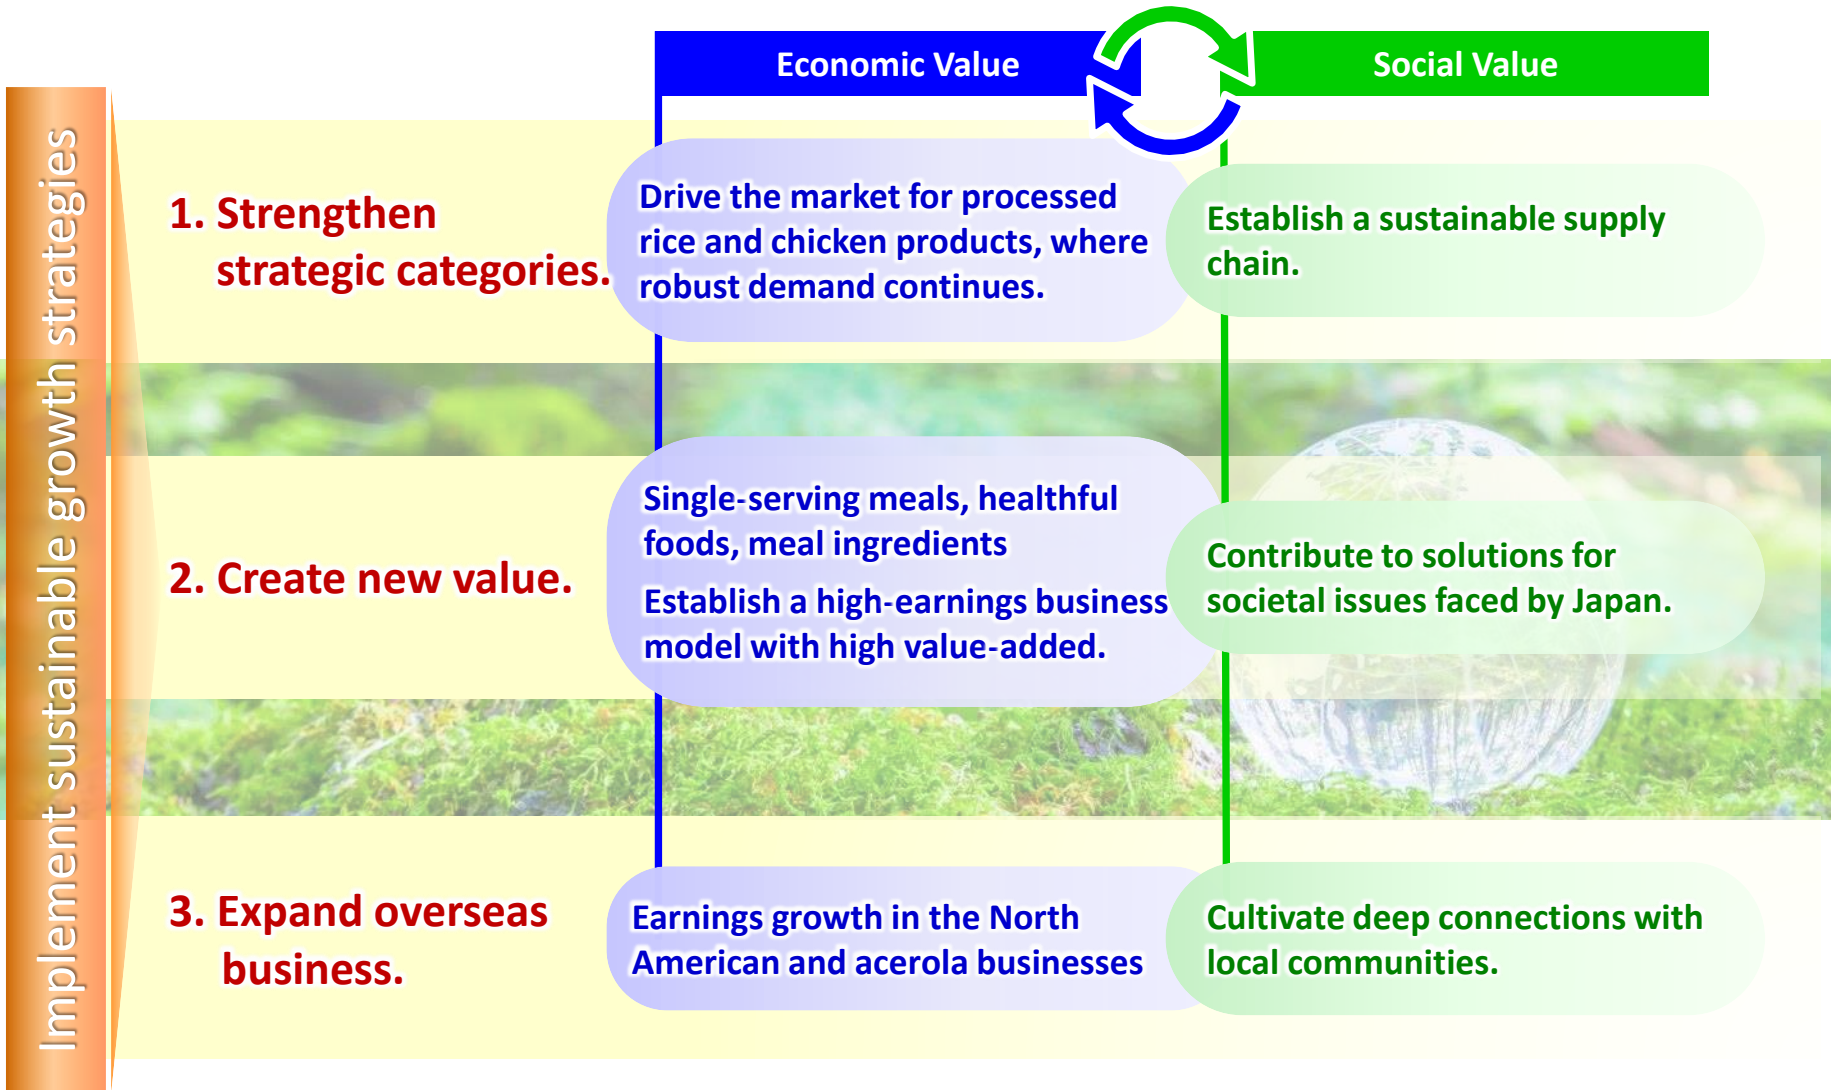 Economic Value
Social Value
Implement sustainable growth strategies
1. Strengthen
strategic categories.
Drive the market for processed
rice and chicken products, where
robust demand continues.
Establish a sustainable supply
chain.
2. Create new value.
Single-serving meals, healthful
foods, meal ingredients
Establish a high-earnings business
model with high value-added.
Contribute to solutions for
societal issues faced by Japan.
3. Expand overseas
business.
Earnings growth in the North
American and acerola businesses
Cultivate deep connections with
local communities.